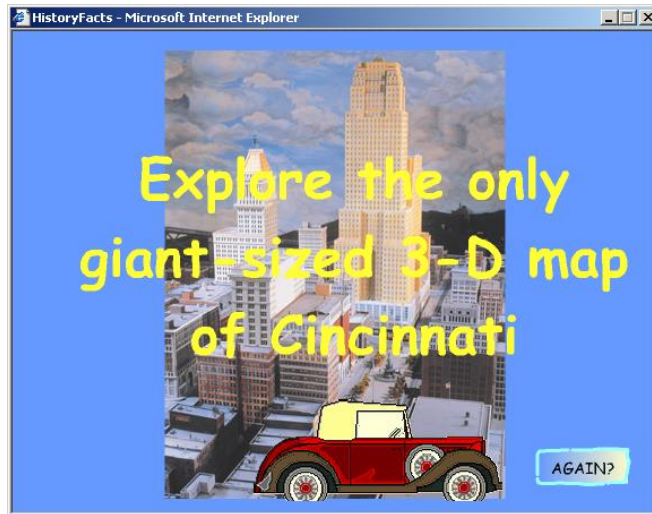 HistoryFacts - Microsoft Internet Explorer
Explore the only
giant-sized 3-D map
of Cincinnati
AGAIN?